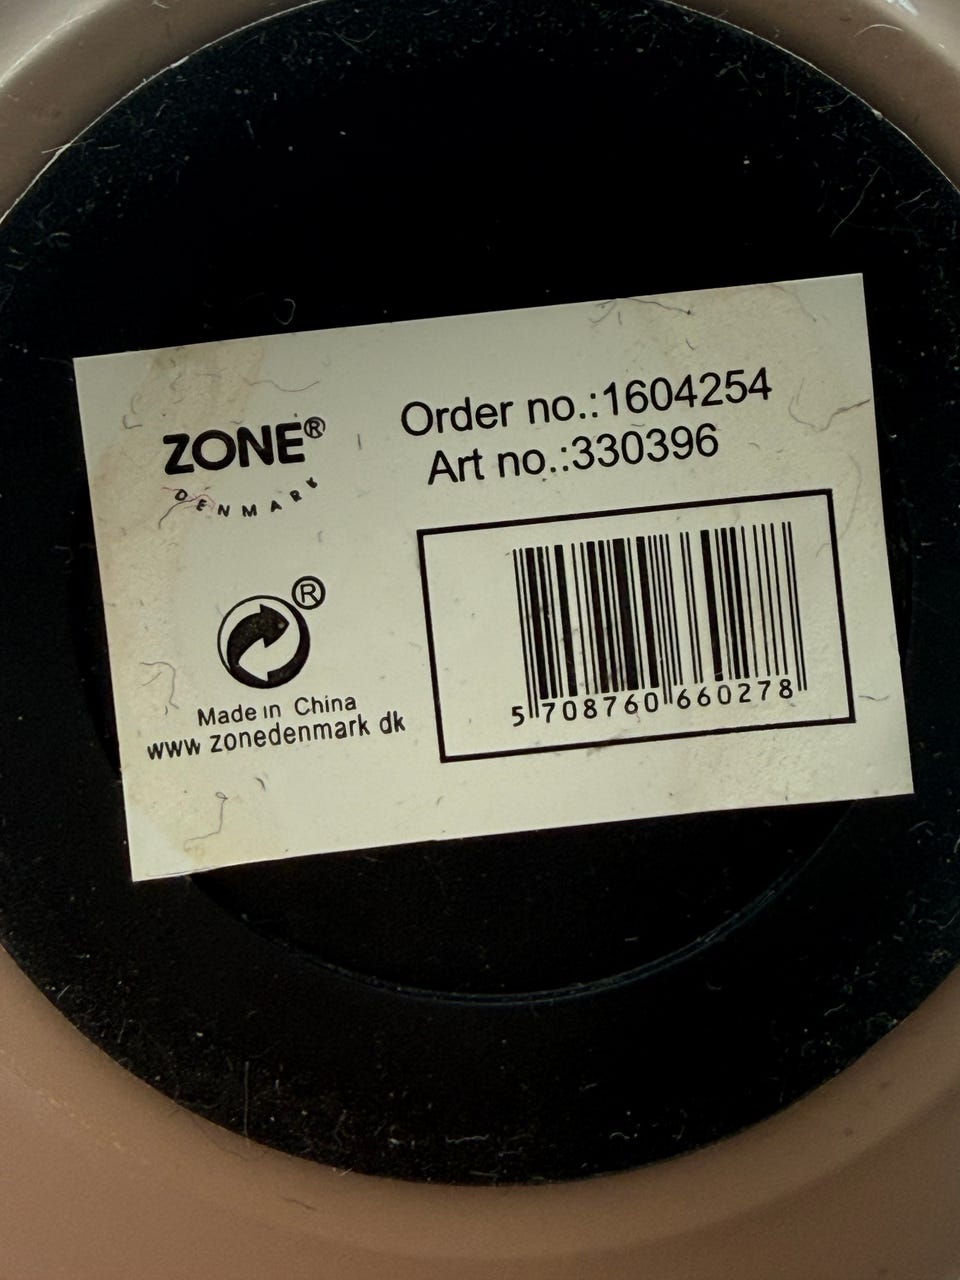 ZONE®
DENMARK
Order no.:1604254
Art no.:330396
®
Made in China
www zonedenmark dk
5 708760 660278